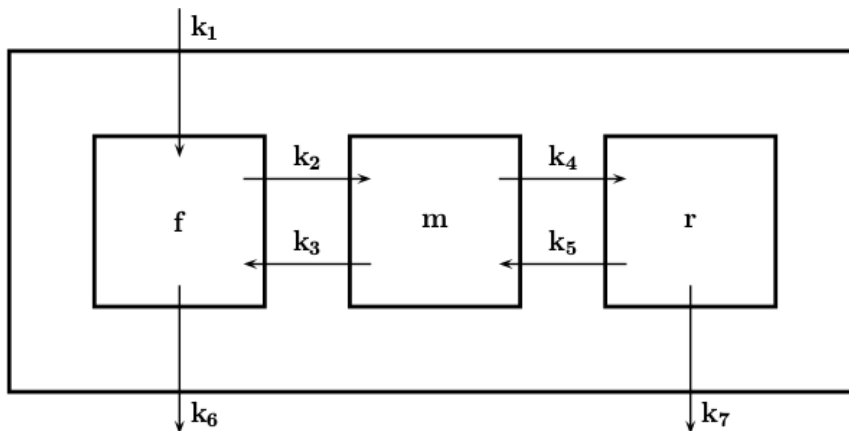 k₁
k₂ k₄
f m r
k₃ k₅
k₆ k₇